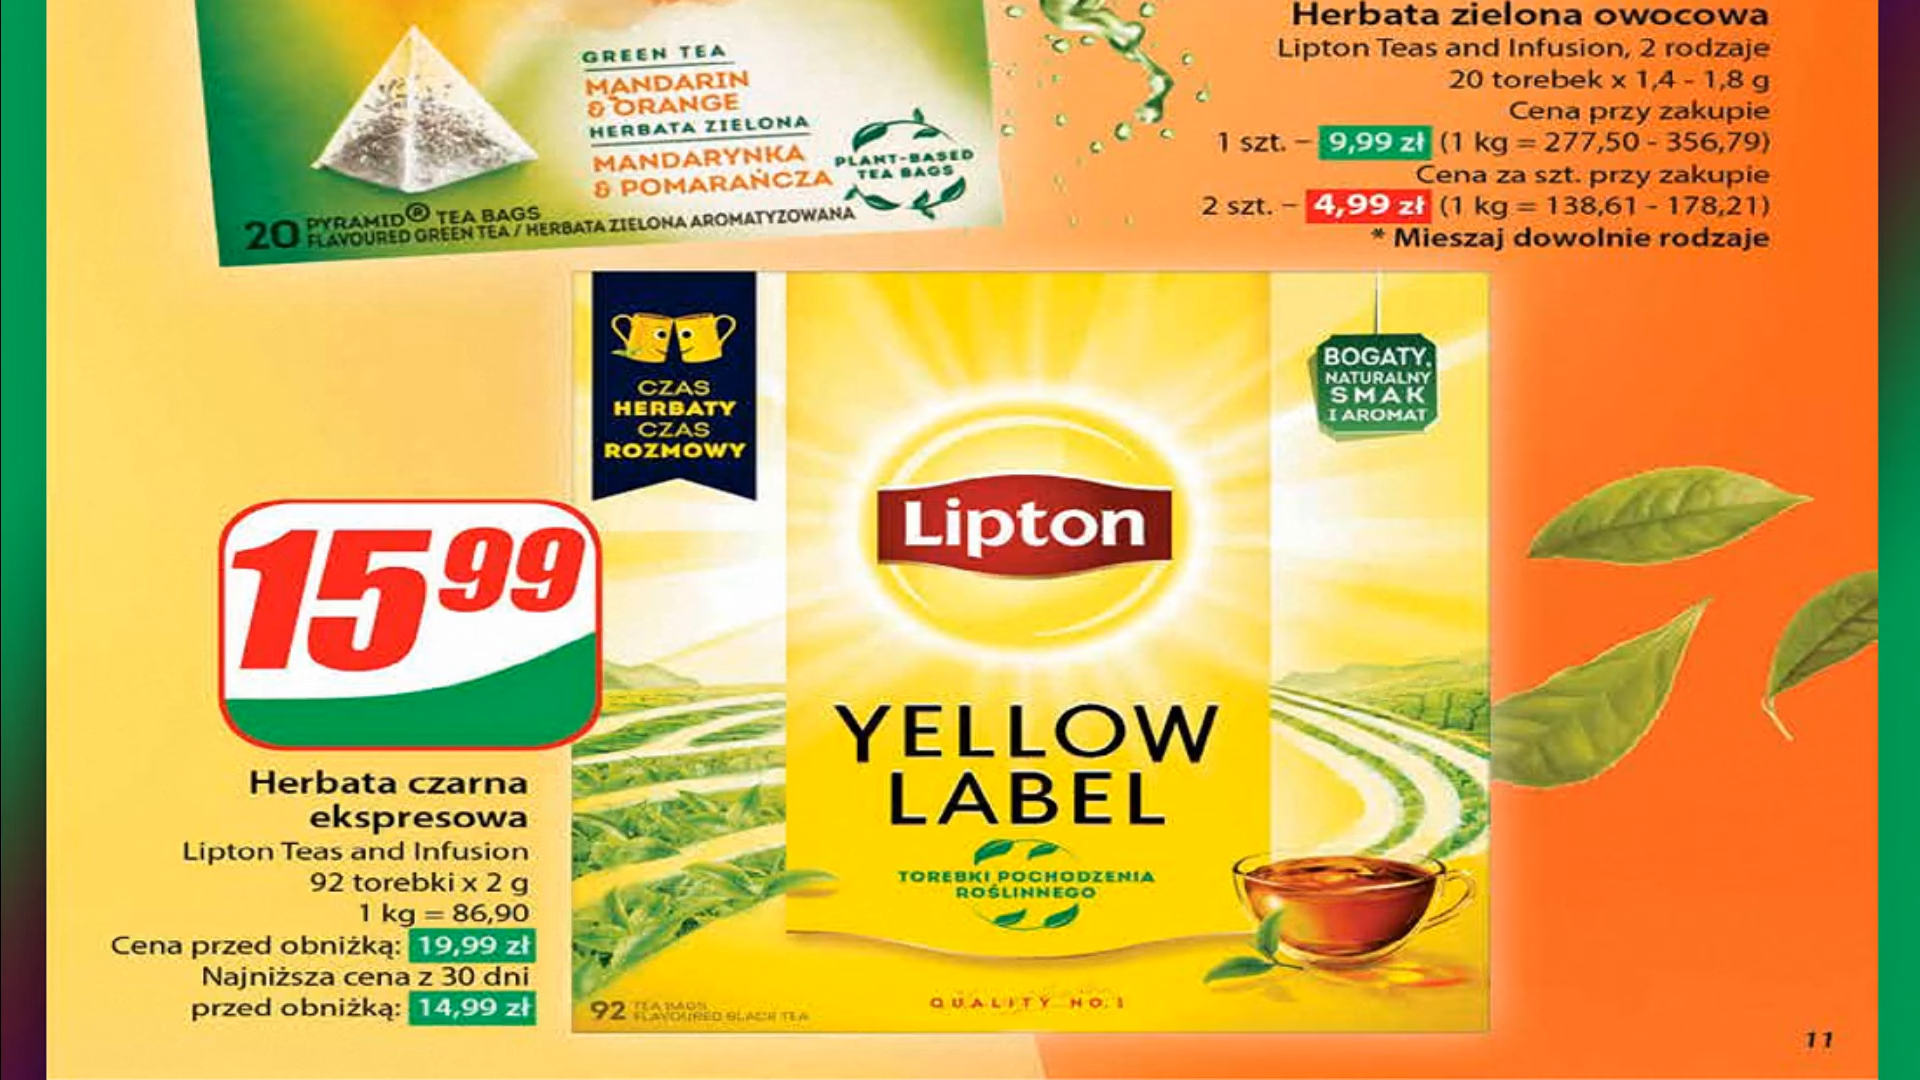 GREEN TEA
MANDARIN
& ORANGE
HERBATA ZIELONA
MANDARYNKA
& POMARAŃCZA
PLANT-BASED
TEA BAGS
20 PYRAMID® TEA BAGS
FLAVOURED GREEN TEA / HERBATA ZIELONA AROMATYZOWANA
Herbata zielona owocowa
Lipton Teas and Infusion, 2 rodzaje
20 torebek x 1,4 - 1,8 g
Cena przy zakupie
1 szt. – 9,99 zł (1 kg = 277,50 - 356,79)
Cena za szt. przy zakupie
2 szt. – 4,99 zł (1 kg = 138,61 - 178,21)
* Mieszaj dowolnie rodzaje
CZAS
HERBATY
CZAS
ROZMOWY
BOGATY,
NATURALNY
SMAK
I AROMAT
Lipton
YELLOW
LABEL
TOREBKI POCHODZENIA
ROŚLINNEGO
92 TEA BAGS
FLAVOURED BLACK TEA
QUALITY NO. 1
15 99
Herbata czarna
ekspresowa
Lipton Teas and Infusion
92 torebki x 2 g
1 kg = 86,90
Cena przed obniżką: 19,99 zł
Najniższa cena z 30 dni
przed obniżką: 14,99 zł
11